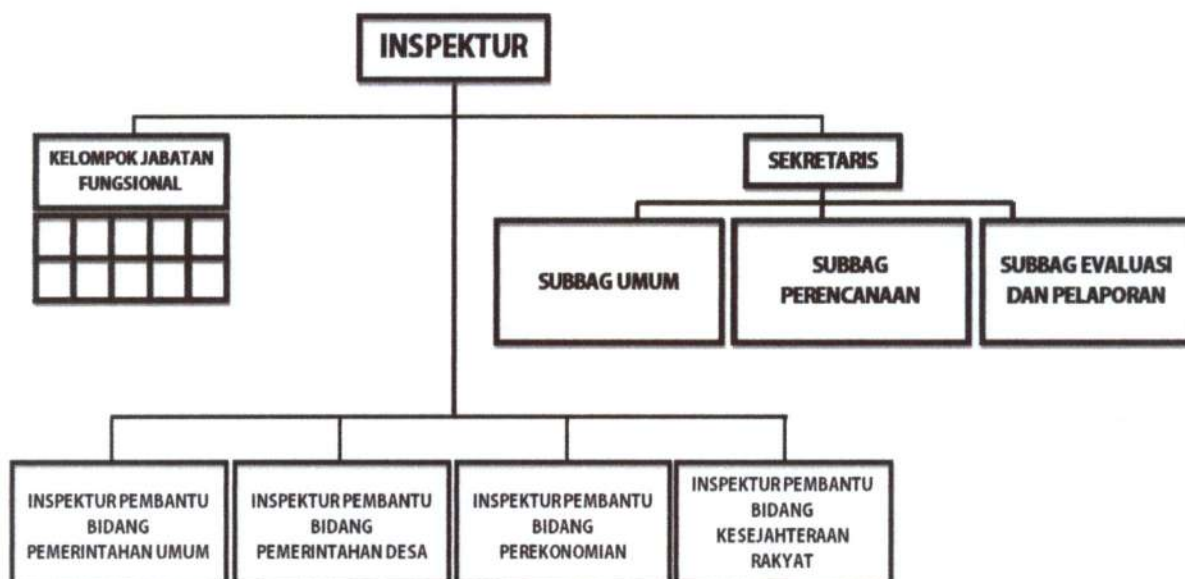 INSPEKTUR
KELOMPOK JABATAN
FUNGSIONAL
SEKRETARIS
SUBBAG UMUM
SUBBAG
PERENCANAAN
SUBBAG EVALUASI
DAN PELAPORAN
INSPEKTUR PEMBANTU
BIDANG
PEMERINTAHAN UMUM
INSPEKTUR PEMBANTU
BIDANG
PEMERINTAHAN DESA
INSPEKTUR PEMBANTU
BIDANG
PEREKONOMIAN
INSPEKTUR PEMBANTU
BIDANG
KESEJAHTERAAN
RAKYAT